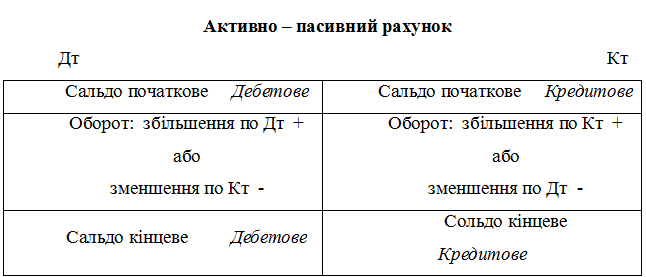 Активно – пасивний рахунок
Дт Кт
Сальдо початкове Дебетове
Сальдо початкове Кредитове
Оборот: збільшення по Дт +
або
зменшення по Кт -
Оборот: збільшення по Кт +
або
зменшення по Дт -
Сальдо кінцеве Дебетове
Сольдо кінцеве
Кредитове